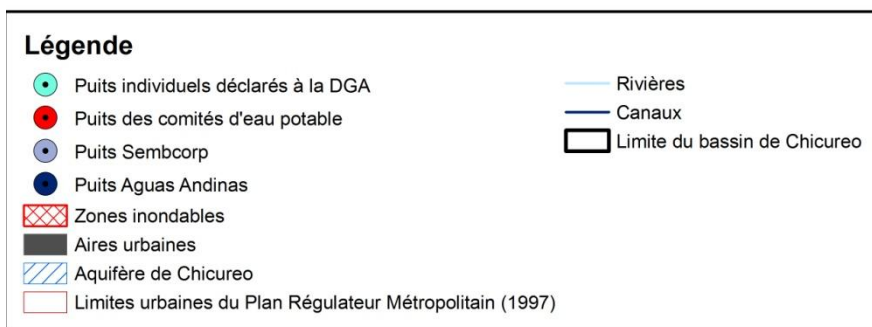 Légende
Puits individuels déclarés à la DGA
Puits des comités d'eau potable
Puits Sembcorp
Puits Aguas Andinas
Zones inondables
Aires urbaines
Aquifère de Chicureo
Limites urbaines du Plan Régulateur Métropolitain (1997)
Rivières
Canaux
Limite du bassin de Chicureo